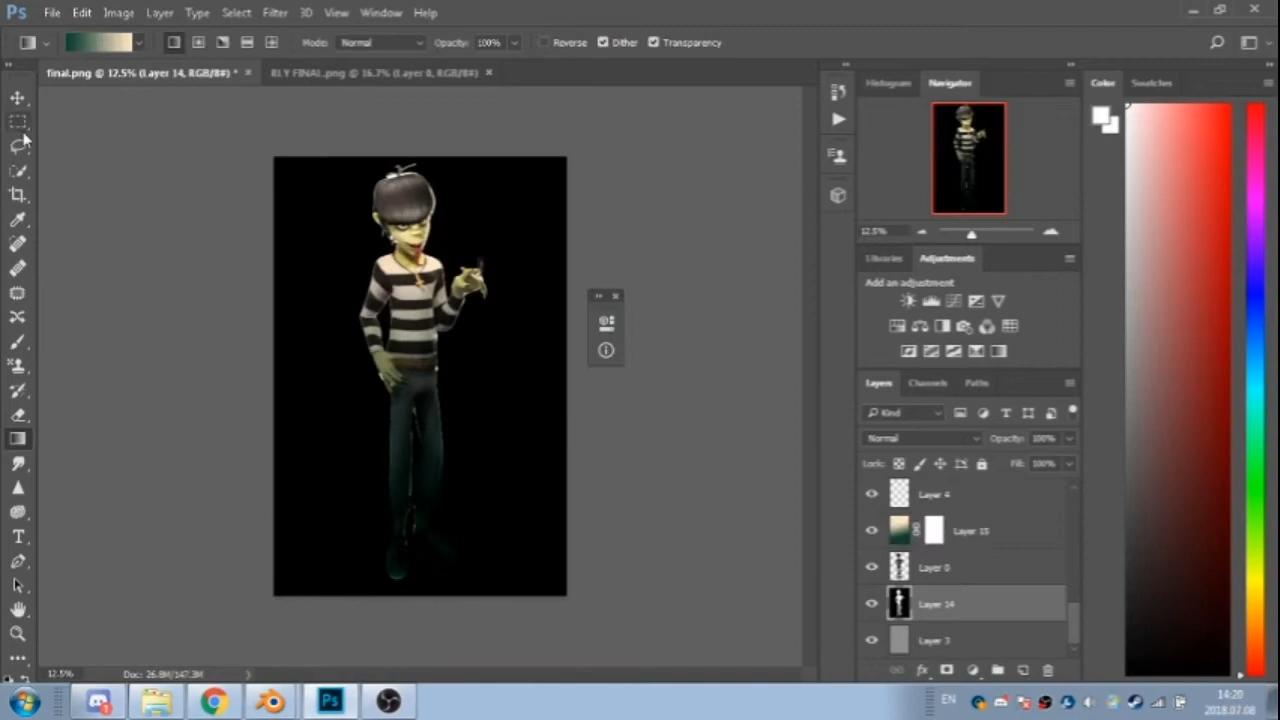 Ps File Edit Image Layer Type Select Filter 3D View Window Help
Mode: Normal Opacity: 100% Reverse Dither Transparency
final.png @ 12.5% (Layer 14, RGB/8#) * × RLY FINAL.png @ 16.7% (Layer 0, RGB/8#) ×
Histogram Navigator Color Swatches
12.5%
Libraries Adjustments
Add an adjustment
Layers Channels Paths
Kind
Normal Opacity: 100%
Lock: Fill: 100%
Layer 4
Layer 15
Layer 0
Layer 14
Layer 3
fx
12.5% Doc: 26.8M/147.3M
Ps EN 14:20
2018.07.08